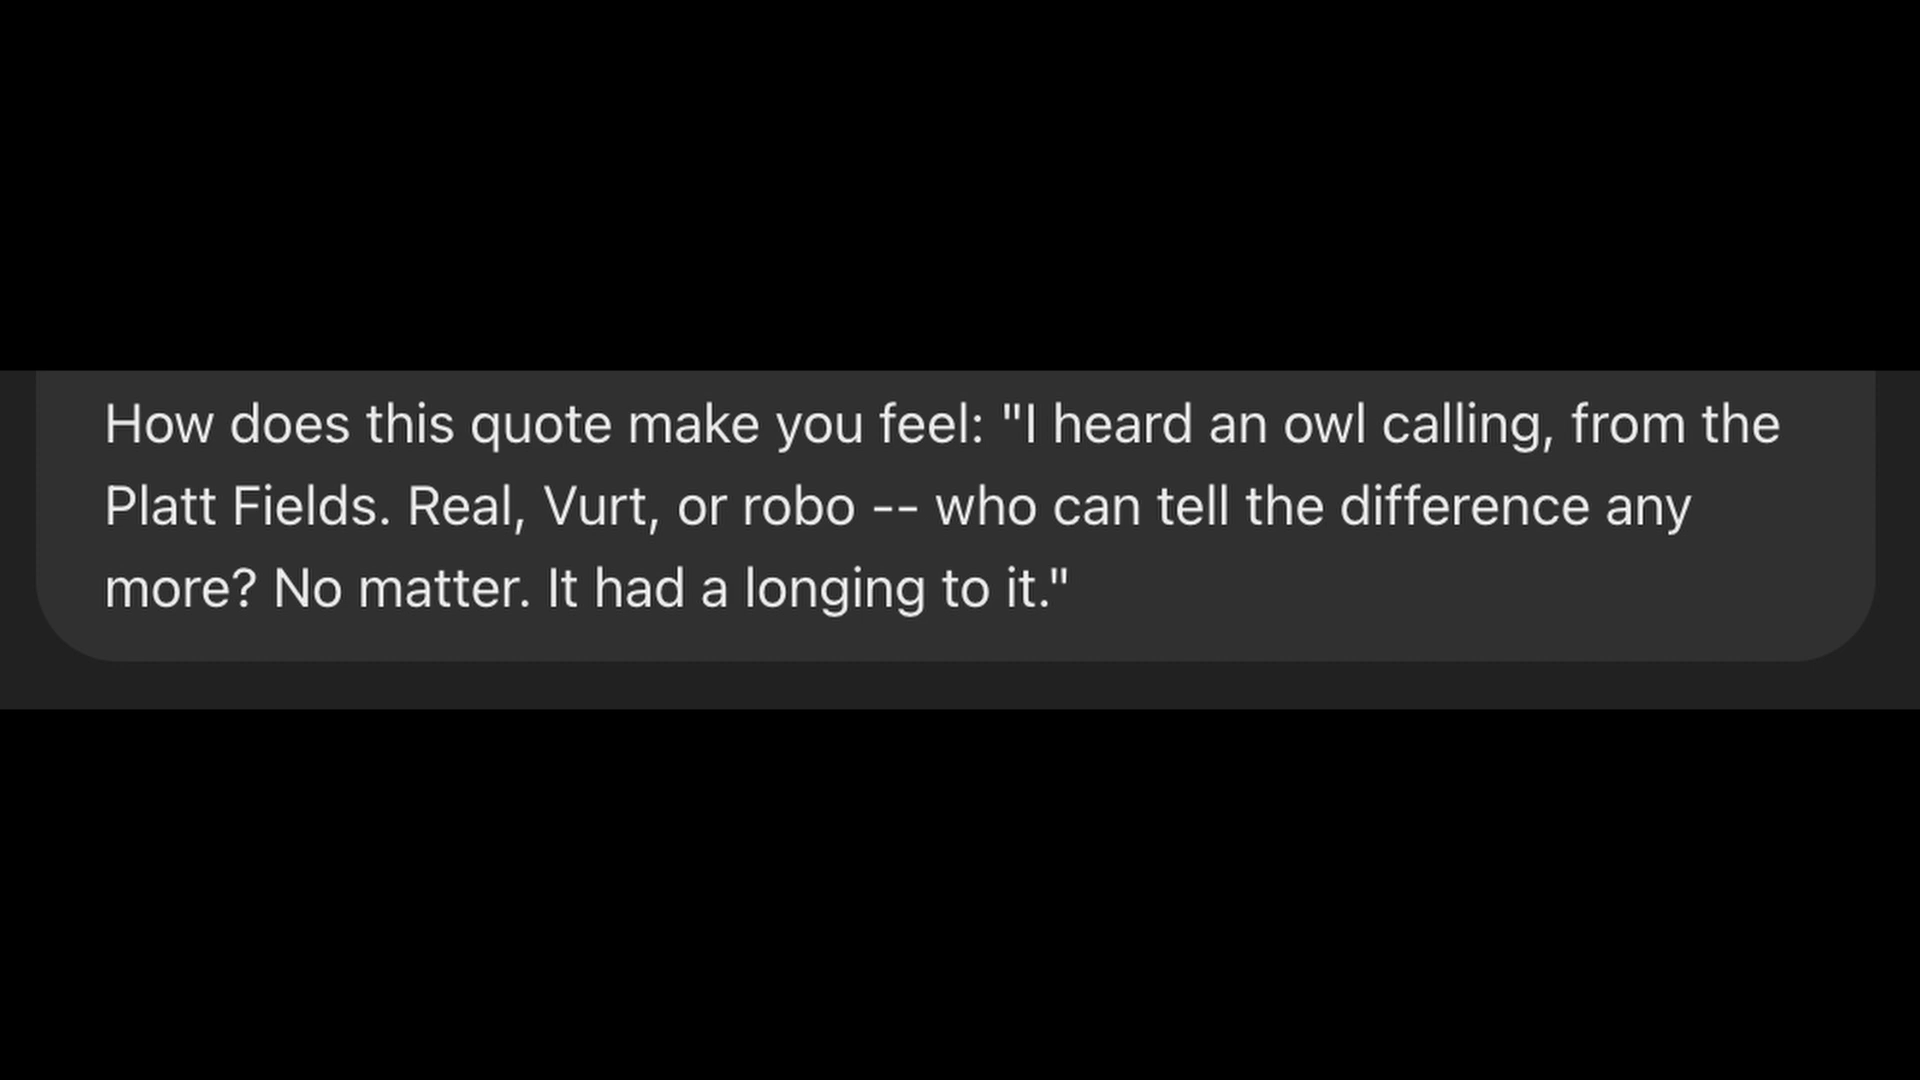 How does this quote make you feel: "I heard an owl calling, from the
Platt Fields. Real, Vurt, or robo -- who can tell the difference any
more? No matter. It had a longing to it."